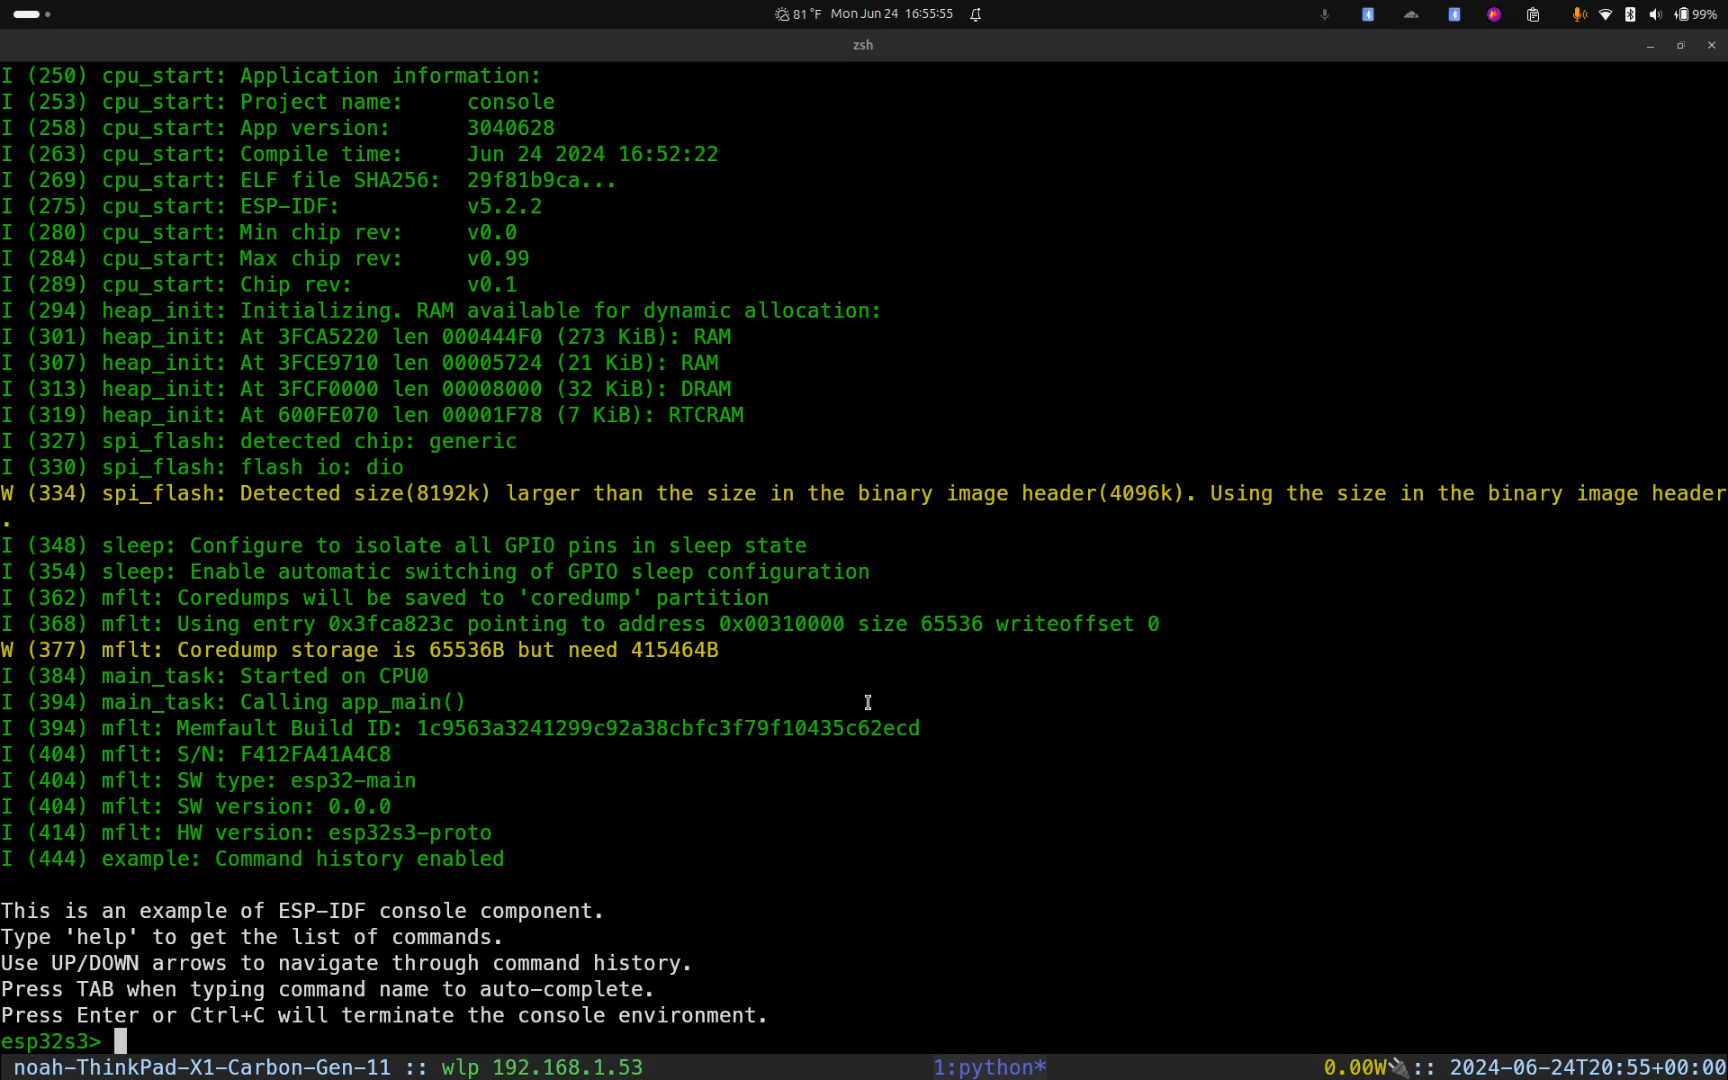 81 °F Mon Jun 24 16:55:55
99%
zsh
I (250) cpu_start: Application information:
I (253) cpu_start: Project name:     console
I (258) cpu_start: App version:      3040628
I (263) cpu_start: Compile time:     Jun 24 2024 16:52:22
I (269) cpu_start: ELF file SHA256:  29f81b9ca...
I (275) cpu_start: ESP-IDF:          v5.2.2
I (280) cpu_start: Min chip rev:     v0.0
I (284) cpu_start: Max chip rev:     v0.99
I (289) cpu_start: Chip rev:         v0.1
I (294) heap_init: Initializing. RAM available for dynamic allocation:
I (301) heap_init: At 3FCA5220 len 000444F0 (273 KiB): RAM
I (307) heap_init: At 3FCE9710 len 00005724 (21 KiB): RAM
I (313) heap_init: At 3FCF0000 len 00008000 (32 KiB): DRAM
I (319) heap_init: At 600FE070 len 00001F78 (7 KiB): RTCRAM
I (327) spi_flash: detected chip: generic
I (330) spi_flash: flash io: dio
W (334) spi_flash: Detected size(8192k) larger than the size in the binary image header(4096k). Using the size in the binary image header
.
I (348) sleep: Configure to isolate all GPIO pins in sleep state
I (354) sleep: Enable automatic switching of GPIO sleep configuration
I (362) mflt: Coredumps will be saved to 'coredump' partition
I (368) mflt: Using entry 0x3fca823c pointing to address 0x00310000 size 65536 writeoffset 0
W (377) mflt: Coredump storage is 65536B but need 415464B
I (384) main_task: Started on CPU0
I (394) main_task: Calling app_main()
I (394) mflt: Memfault Build ID: 1c9563a3241299c92a38cbfc3f79f10435c62ecd
I (404) mflt: S/N: F412FA41A4C8
I (404) mflt: SW type: esp32-main
I (404) mflt: SW version: 0.0.0
I (414) mflt: HW version: esp32s3-proto
I (444) example: Command history enabled
This is an example of ESP-IDF console component.
Type 'help' to get the list of commands.
Use UP/DOWN arrows to navigate through command history.
Press TAB when typing command name to auto-complete.
Press Enter or Ctrl+C will terminate the console environment.
esp32s3>
noah-ThinkPad-X1-Carbon-Gen-11 :: wlp 192.168.1.53 1:python* 0.00W🔌:: 2024-06-24T20:55+00:00